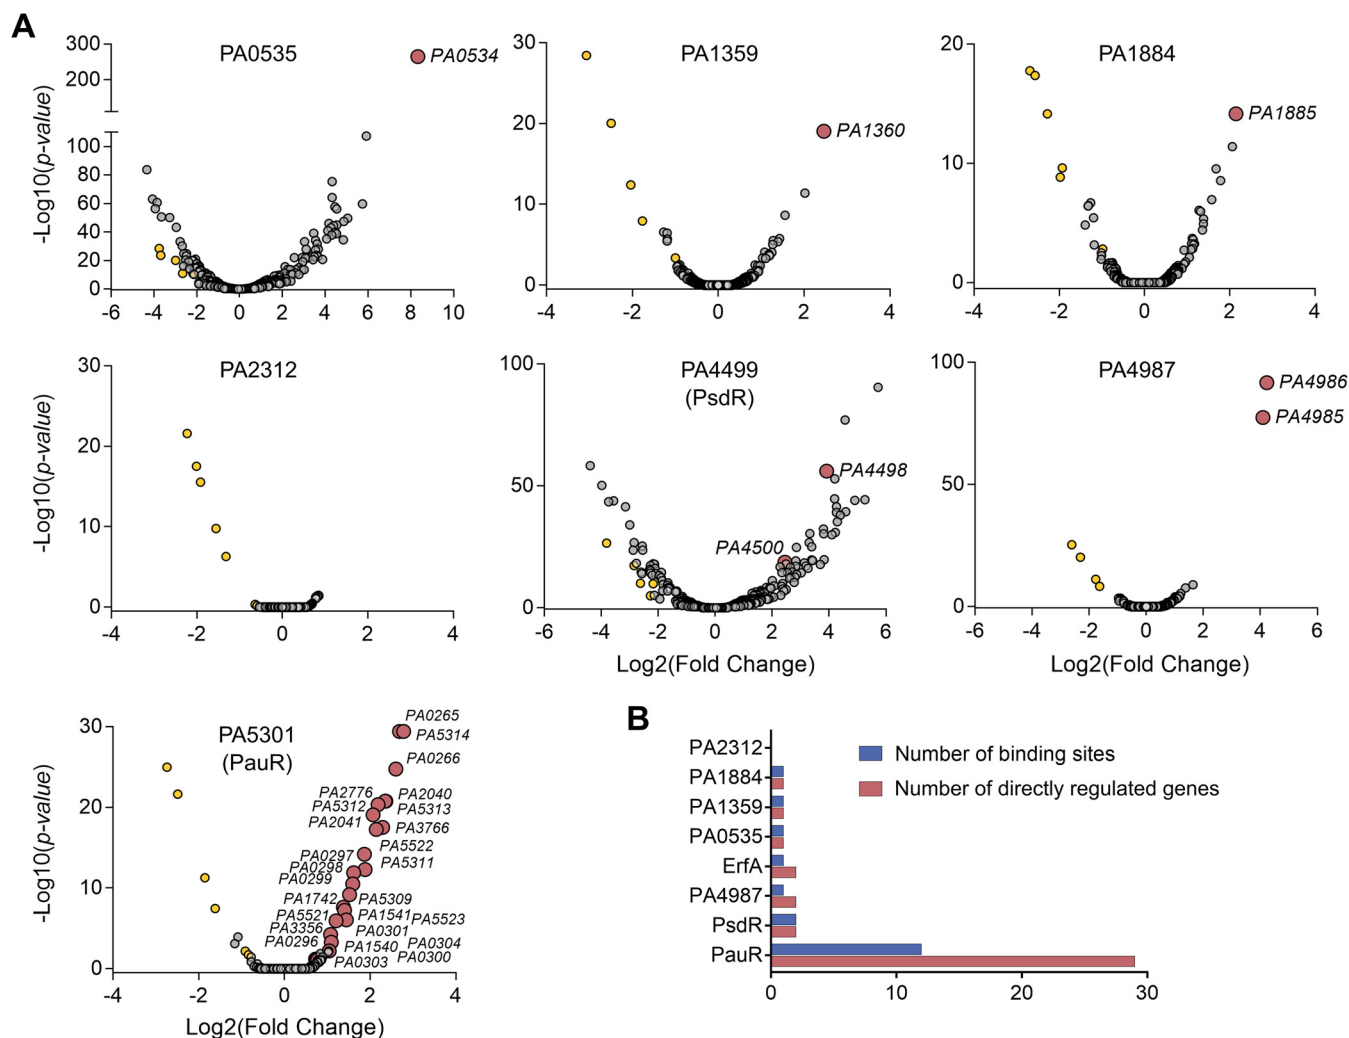 A
PA0535
PA0534
-Log10(p-value)
300
200
100
80
60
40
20
0
-6 -4 -2 0 2 4 6 8 10
PA1359
PA1360
30
20
10
0
-4 -2 0 2 4
PA1884
PA1885
20
10
0
-4 -2 0 2 4
PA2312
-Log10(p-value)
30
20
10
0
-4 -2 0 2 4
PA4499
(PsdR)
PA4498
PA4500
100
50
0
-6 -4 -2 0 2 4 6
Log2(Fold Change)
PA4987
PA4986
PA4985
100
50
0
-6 -4 -2 0 2 4 6
Log2(Fold Change)
PA5301
(PauR)
-Log10(p-value)
30
20
10
0
PA0265
PA5314
PA0266
PA2776 PA2040
PA5312 PA5313
PA2041 PA3766
PA5522
PA0297 PA5311
PA0298
PA0299
PA1742 PA5309
PA5521 PA1541 PA5523
PA3356 PA0301
PA0296 PA1540 PA0304
PA0303 PA0300
-4 -2 0 2 4
Log2(Fold Change)
B
PA2312
PA1884
PA1359
PA0535
ErfA
PA4987
PsdR
PauR
Number of binding sites
Number of directly regulated genes
0 10 20 30